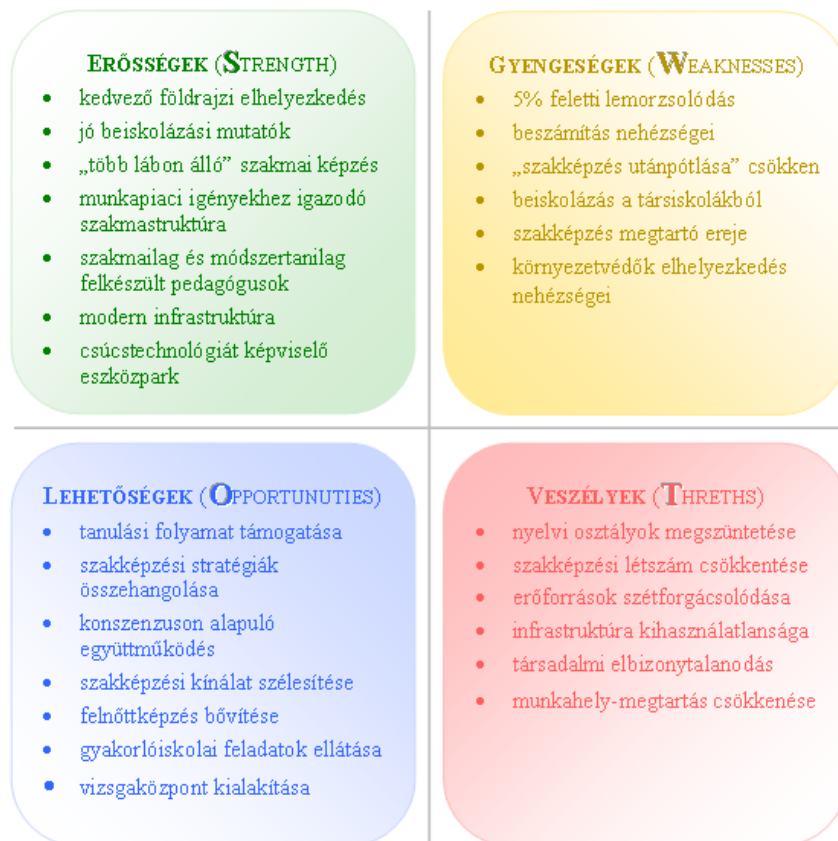 ERŐSSÉGEK (STRENGTH)
• kedvező földrajzi elhelyezkedés
• jó beiskolázási mutatók
• „több lábon álló” szakmai képzés
• munkapiaci igényekhez igazodó
szakmastruktúra
• szakmailag és módszertanilag
felkészült pedagógusok
• modern infrastruktúra
• csúcstechnológiát képviselő
eszközpark
GYENGESÉGEK (WEAKNESSES)
• 5% feletti lemorzsolódás
• beszámítás nehézségei
• „szakképzés utánpótlása” csökken
• beiskolázás a társiskolákból
• szakképzés megtartó ereje
• környezetvédők elhelyezkedés
nehézségei
LEHETŐSÉGEK (OPPORTUNUTIES)
• tanulási folyamat támogatása
• szakképzési stratégiák
összehangolása
• konszenzuson alapuló
együttműködés
• szakképzési kínálat szélesítése
• felnőttképzés bővítése
• gyakorlóiskolai feladatok ellátása
• vizsgaközpont kialakítása
VESZÉLYEK (THRETHS)
• nyelvi osztályok megszüntetése
• szakképzési létszám csökkentése
• erőforrások szétforgácsolódása
• infrastruktúra kihasználatlansága
• társadalmi elbizonytalanodás
• munkahely-megtartás csökkenése